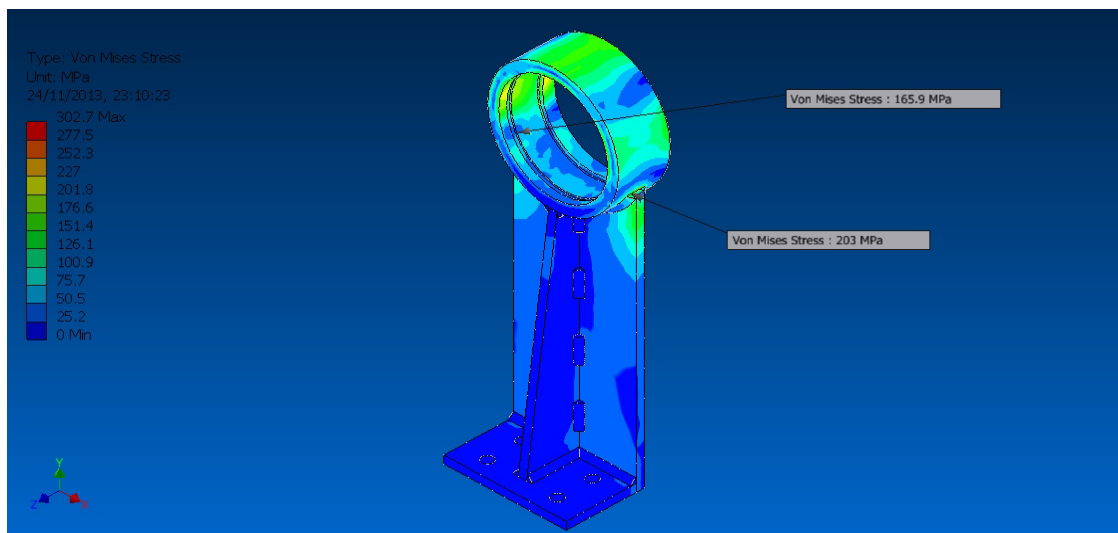 Type: Von Mises Stress
Unit: MPa
24/11/2013, 23:10:23
302.7 Max
277.5
252.3
227
201.8
176.6
151.4
126.1
100.9
75.7
50.5
25.2
0 Min
Von Mises Stress : 165.9 MPa
Von Mises Stress : 203 MPa
Y
Z
X